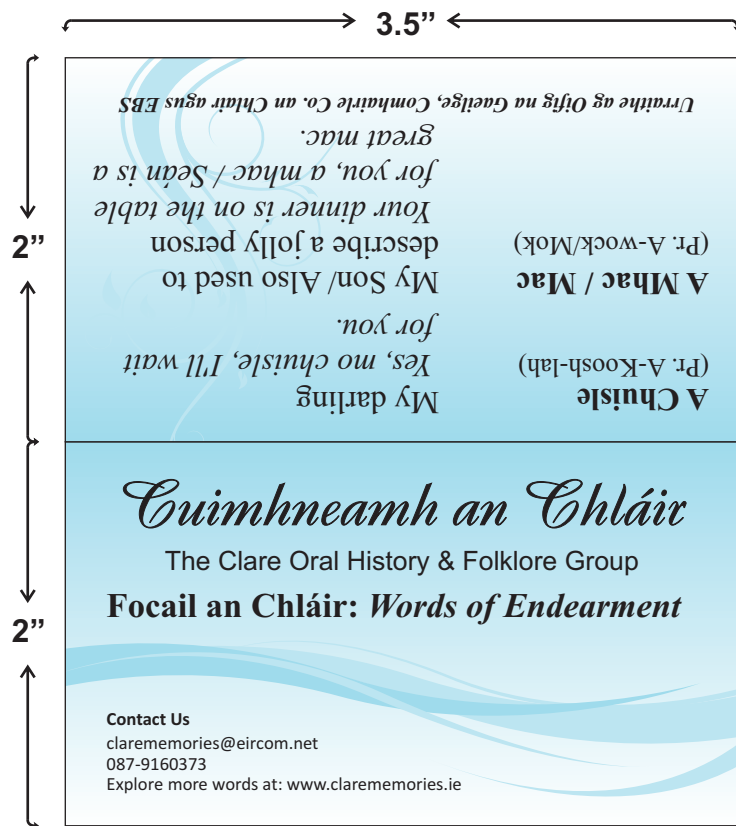 3.5”
2”
A Chuisle
(Pr. A-Koosh-lah)
My darling
Yes, mo chuisle, I'll wait
for you.
A Mhac / Mac
(Pr. A-wock/Mok)
My Son/ Also used to
describe a jolly person
Your dinner is on the table
for you, a mhac / Seán is a
great mac.
Urraithe ag Oifig na Gaeilge, Comhairle Co. an Chlair agus EBS
2”
Cuimhneamh an Chláir
The Clare Oral History & Folklore Group
Focail an Chláir: Words of Endearment
Contact Us
clarememories@eircom.net
087-9160373
Explore more words at: www.clarememories.ie